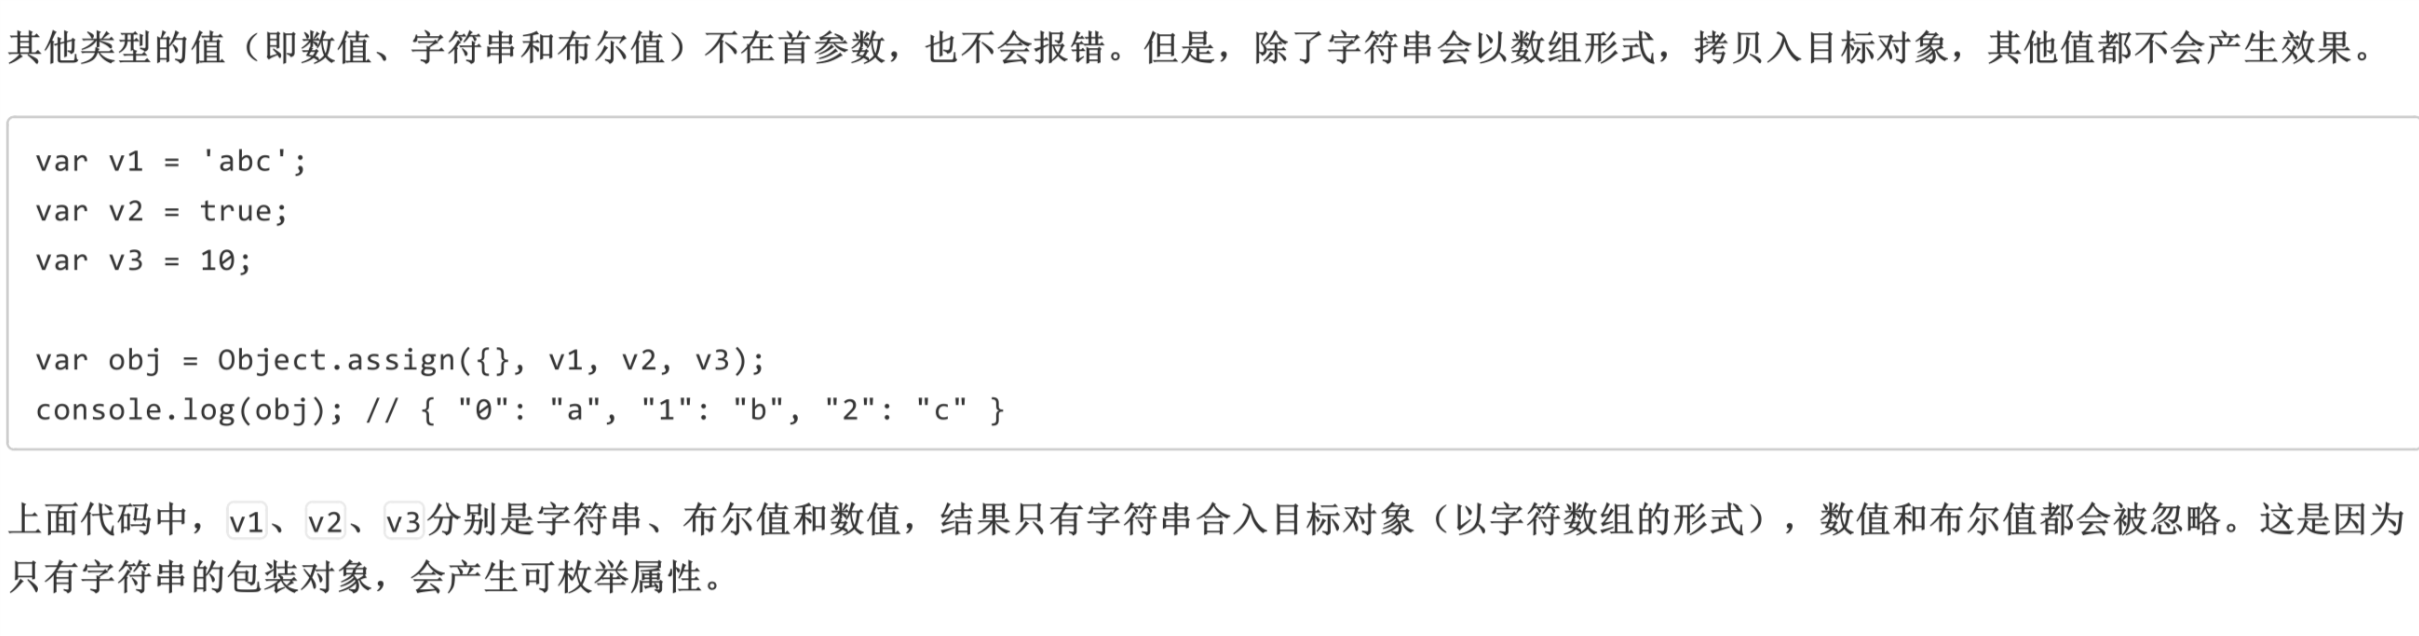 其他类型的值（即数值、字符串和布尔值）不在首参数，也不会报错。但是，除了字符串会以数组形式，拷贝入目标对象，其他值都不会产生效果。
var v1 = 'abc';
var v2 = true;
var v3 = 10;
var obj = Object.assign({}, v1, v2, v3);
console.log(obj); // { "0": "a", "1": "b", "2": "c" }
上面代码中，v1、v2、v3分别是字符串、布尔值和数值，结果只有字符串合入目标对象（以字符数组的形式），数值和布尔值都会被忽略。这是因为
只有字符串的包装对象，会产生可枚举属性。